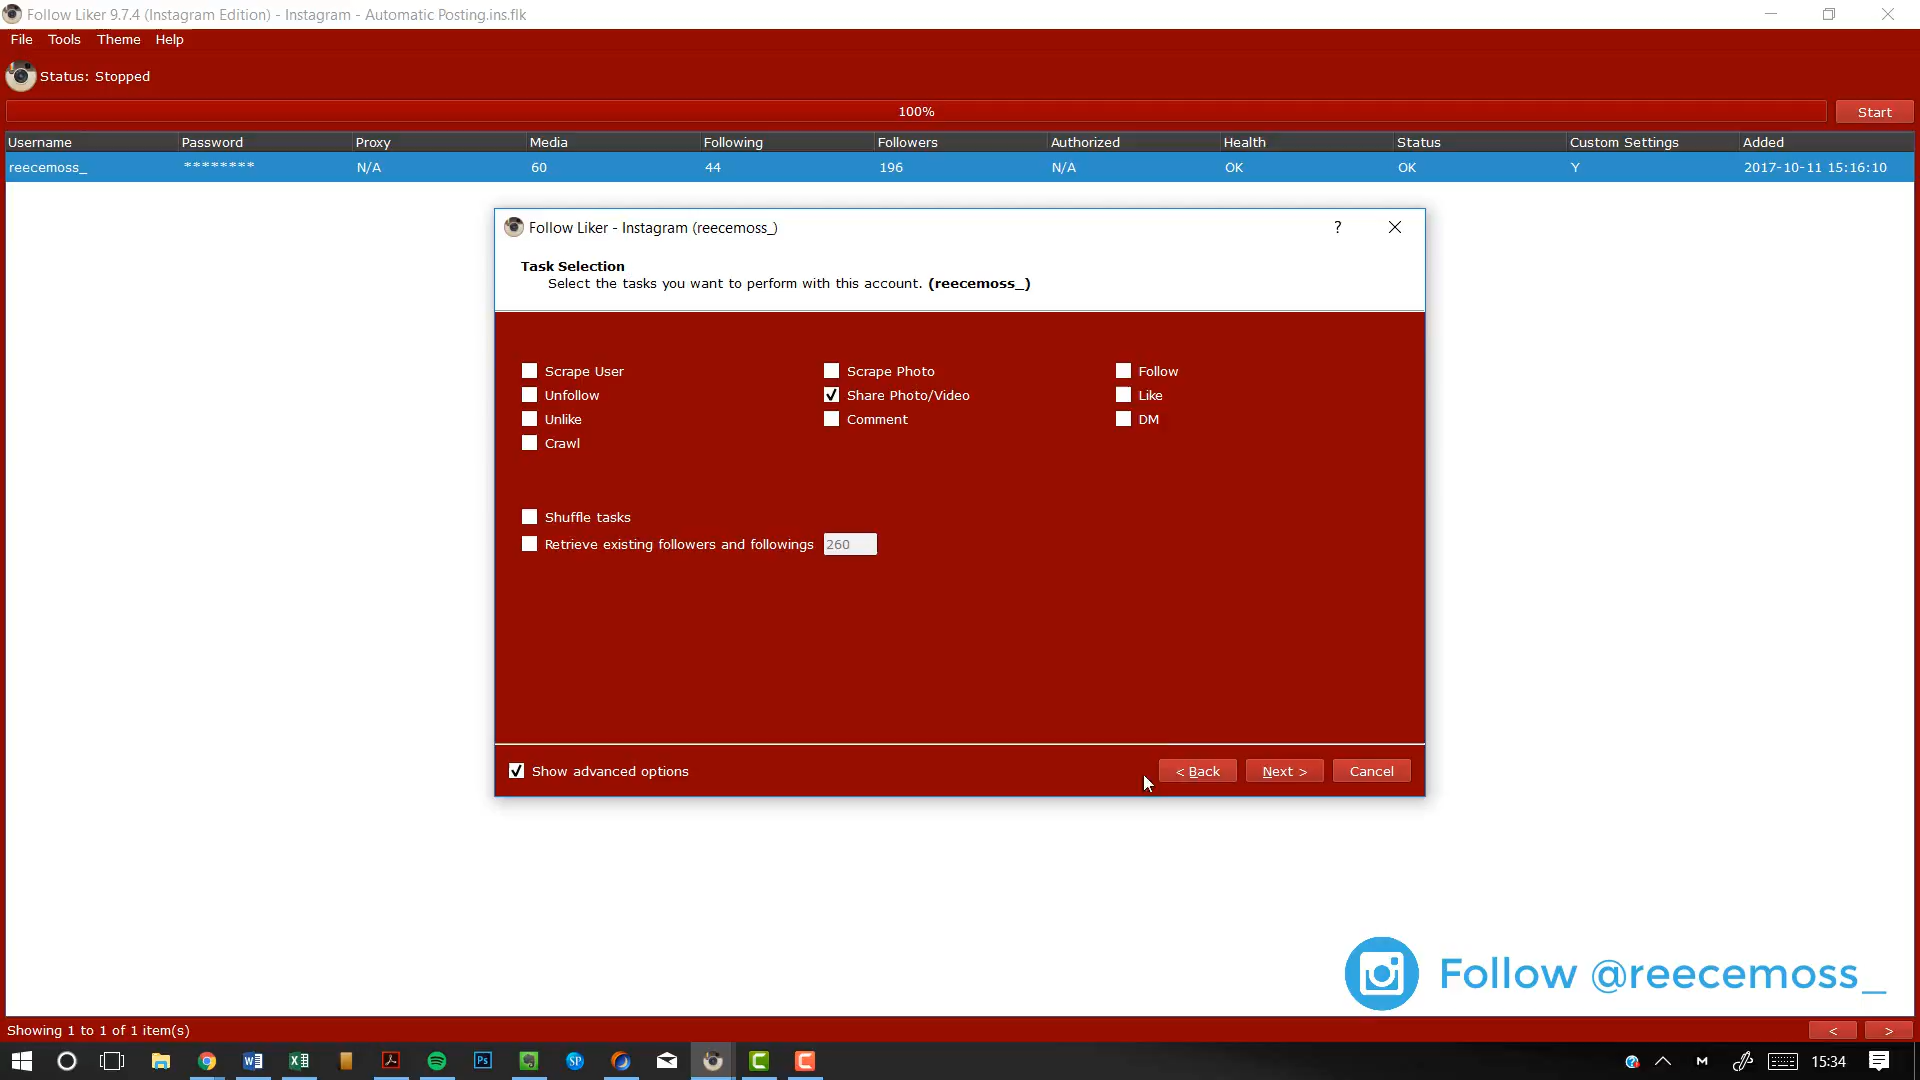 Follow Liker 9.7.4 (Instagram Edition) - Instagram - Automatic Posting.ins.flk
File Tools Theme Help
Status: Stopped
100%
Start
Username Password Proxy Media Following Followers Authorized Health Status Custom Settings Added
reecemoss_ ******** N/A 60 44 196 N/A OK OK Y 2017-10-11 15:16:10
Follow Liker - Instagram (reecemoss_)
?
Task Selection
Select the tasks you want to perform with this account. (reecemoss_)
Scrape User Scrape Photo Follow
Unfollow Share Photo/Video Like
Unlike Comment DM
Crawl
Shuffle tasks
Retrieve existing followers and followings 260
Show advanced options < Back Next > Cancel
Follow @reecemoss_
Showing 1 to 1 of 1 item(s) < >
Ps SP 15:34